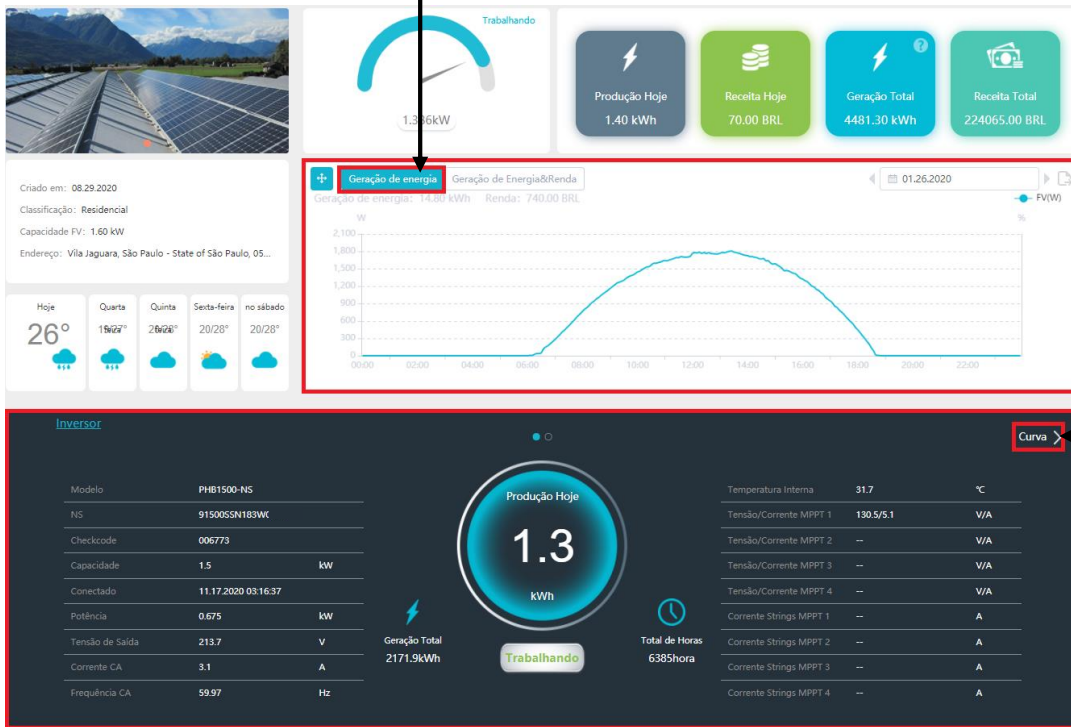 Trabalhando
1.336kW
Produção Hoje
1.40 kWh
Receita Hoje
70.00 BRL
?
Geração Total
4481.30 kWh
Receita Total
224065.00 BRL
Criado em: 08.29.2020
Classificação: Residencial
Capacidade FV: 1.60 kW
Endereço: Vila Jaguara, São Paulo - State of São Paulo, 05...
Hoje
26°
Quarta
Quinta
Sexta-feira
20/28°
no sábado
20/28°
Geração de energia
Geração de Energia&Renda
01.26.2020
Geração de energia: 14.80 kWh Renda: 740.00 BRL
FV(W)
W
%
2,100
1,800
1,500
1,200
900
600
300
0
00:00 02:00 04:00 06:00 08:00 10:00 12:00 14:00 16:00 18:00 20:00 22:00
Inversor
Curva
Modelo PHB1500-NS
NS 91500SSN183W(
Checkcode 006773
Capacidade 1.5 kW
Conectado 11.17.2020 03:16:37
Potência 0.675 kW
Tensão de Saída 213.7 V
Corrente CA 3.1 A
Frequência CA 59.97 Hz
Geração Total
2171.9kWh
Produção Hoje
1.3
kWh
Trabalhando
Total de Horas
6385hora
Temperatura Interna 31.7 ℃
Tensão/Corrente MPPT 1 130.5/5.1 V/A
Tensão/Corrente MPPT 2 -- V/A
Tensão/Corrente MPPT 3 -- V/A
Tensão/Corrente MPPT 4 -- V/A
Corrente Strings MPPT 1 -- A
Corrente Strings MPPT 2 -- A
Corrente Strings MPPT 3 -- A
Corrente Strings MPPT 4 -- A